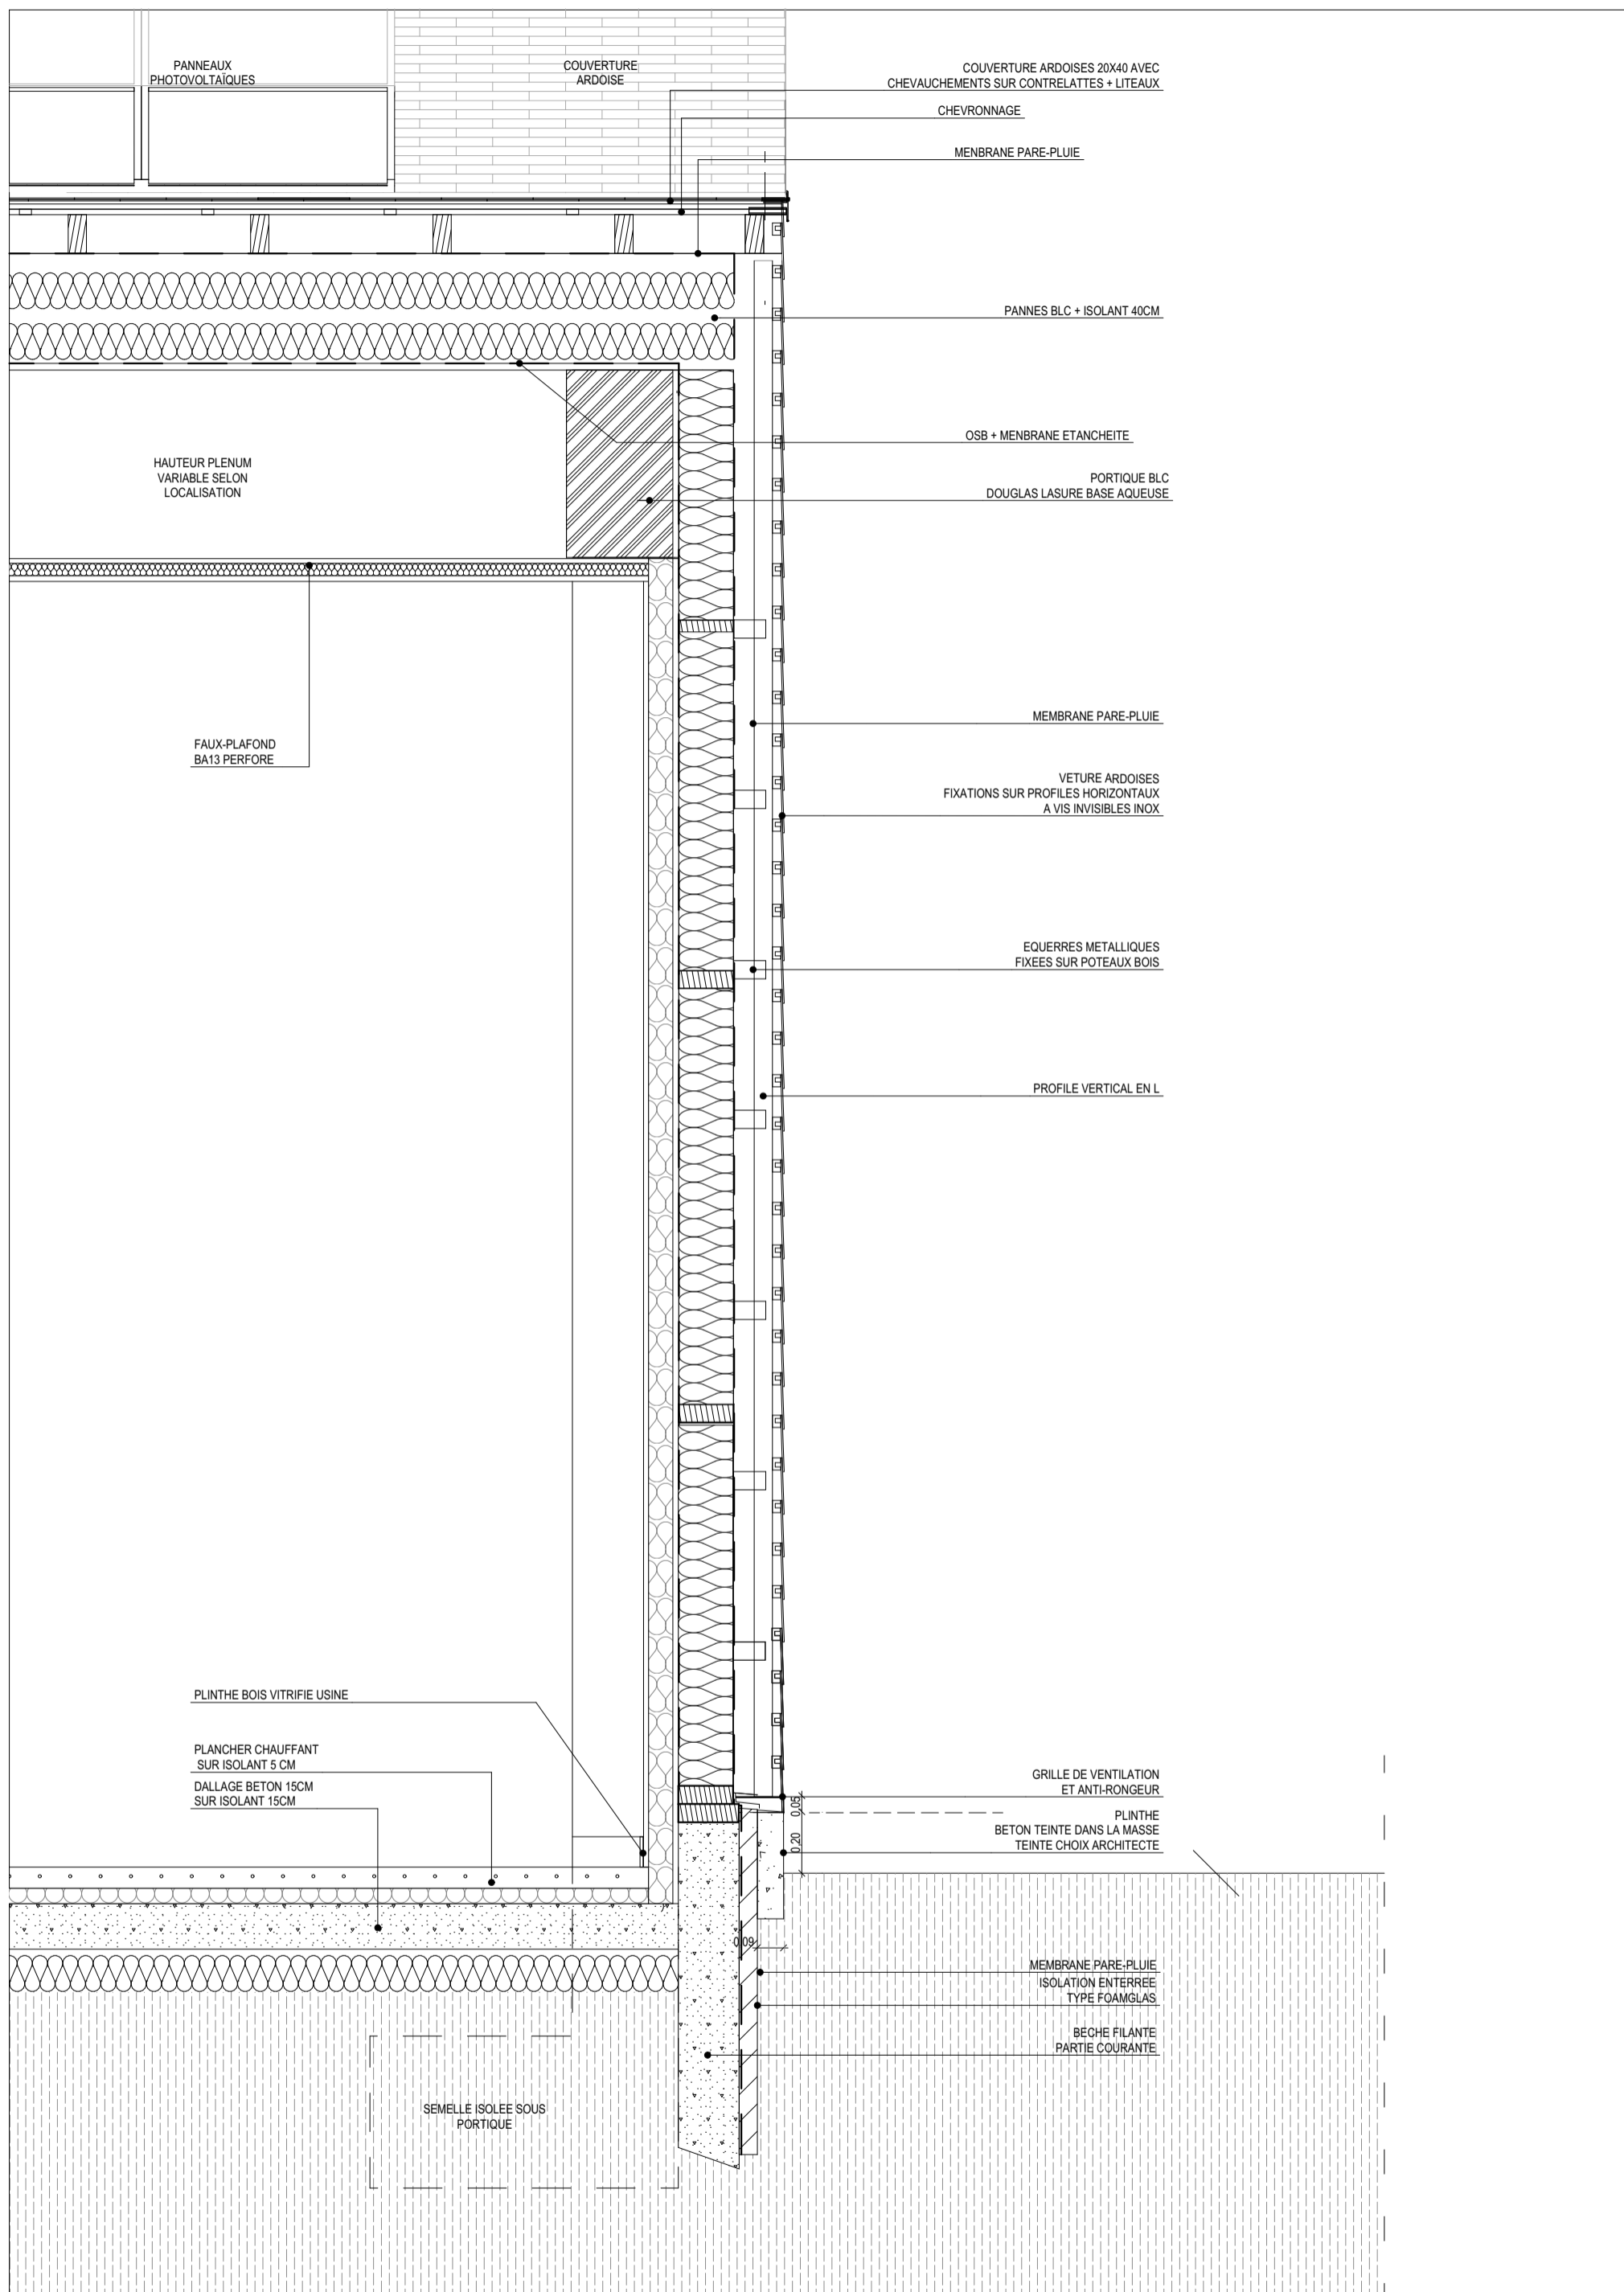 PANNEAUX
PHOTOVOLTAÏQUES
COUVERTURE
ARDOISE
COUVERTURE ARDOISES 20X40 AVEC
CHEVAUCHEMENTS SUR CONTRELATTES + LITEAUX
CHEVRONNAGE
MENBRANE PARE-PLUIE
PANNES BLC + ISOLANT 40CM
OSB + MENBRANE ETANCHEITE
HAUTEUR PLENUM
VARIABLE SELON
LOCALISATION
PORTIQUE BLC
DOUGLAS LASURE BASE AQUEUSE
MEMBRANE PARE-PLUIE
FAUX-PLAFOND
BA13 PERFORE
VETURE ARDOISES
FIXATIONS SUR PROFILES HORIZONTAUX
A VIS INVISIBLES INOX
EQUERRES METALLIQUES
FIXEES SUR POTEAUX BOIS
PROFILE VERTICAL EN L
PLINTHE BOIS VITRIFIE USINE
PLANCHER CHAUFFANT
SUR ISOLANT 5 CM
DALLAGE BETON 15CM
SUR ISOLANT 15CM
GRILLE DE VENTILATION
ET ANTI-RONGEUR
0,05
PLINTHE
BETON TEINTE DANS LA MASSE
TEINTE CHOIX ARCHITECTE
0,20
0,09
MEMBRANE PARE-PLUIE
ISOLATION ENTERREE
TYPE FOAMGLAS
BECHE FILANTE
PARTIE COURANTE
SEMELLE ISOLEE SOUS
PORTIQUE